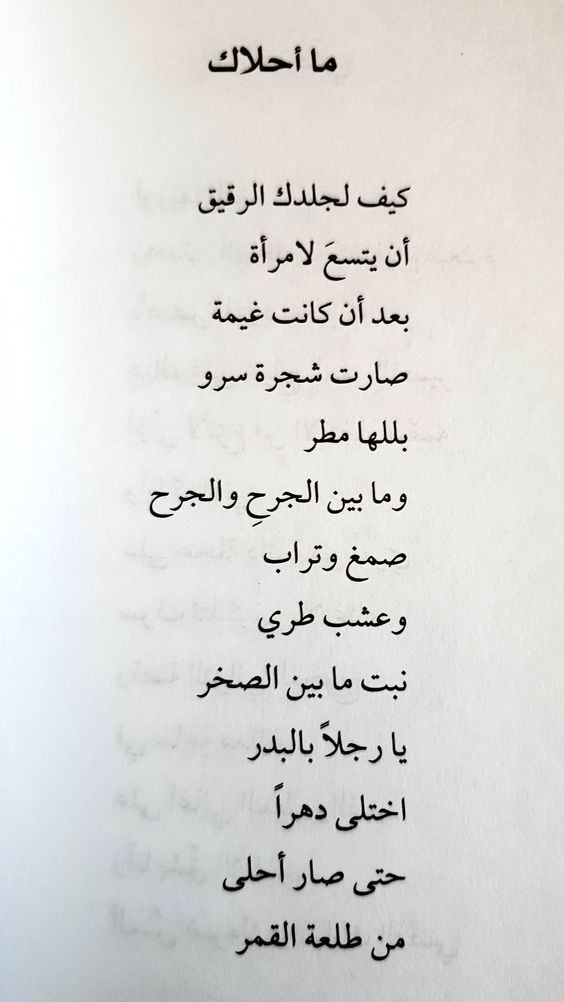 ما أحلاك
كيف لجلدك الرقيق
أن يتسعَ لامرأة
بعد أن كانت غيمة
صارت شجرة سرو
بللها مطر
وما بين الجرحِ والجرح
صمغ وتراب
وعشب طري
نبت ما بين الصخر
يا رجلاً بالبدر
اختلى دهراً
حتى صار أحلى
من طلعة القمر